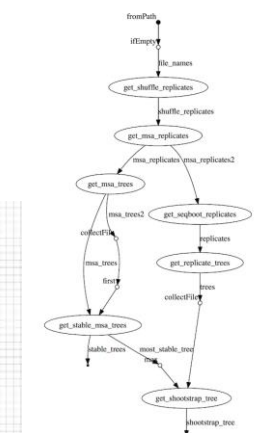 fromPath
ifEmpty
file_names
get_shuffle_replicates
shuffle_replicates
get_msa_replicates
msa_replicates msa_replicates2
get_msa_trees
msa_trees2 get_seqboot_replicates
collectFile
replicates
msa_trees get_replicate_trees
first trees
collectFile
get_stable_msa_trees
stable_trees most_stable_tree
get_shootstrap_tree
shootstrap_tree